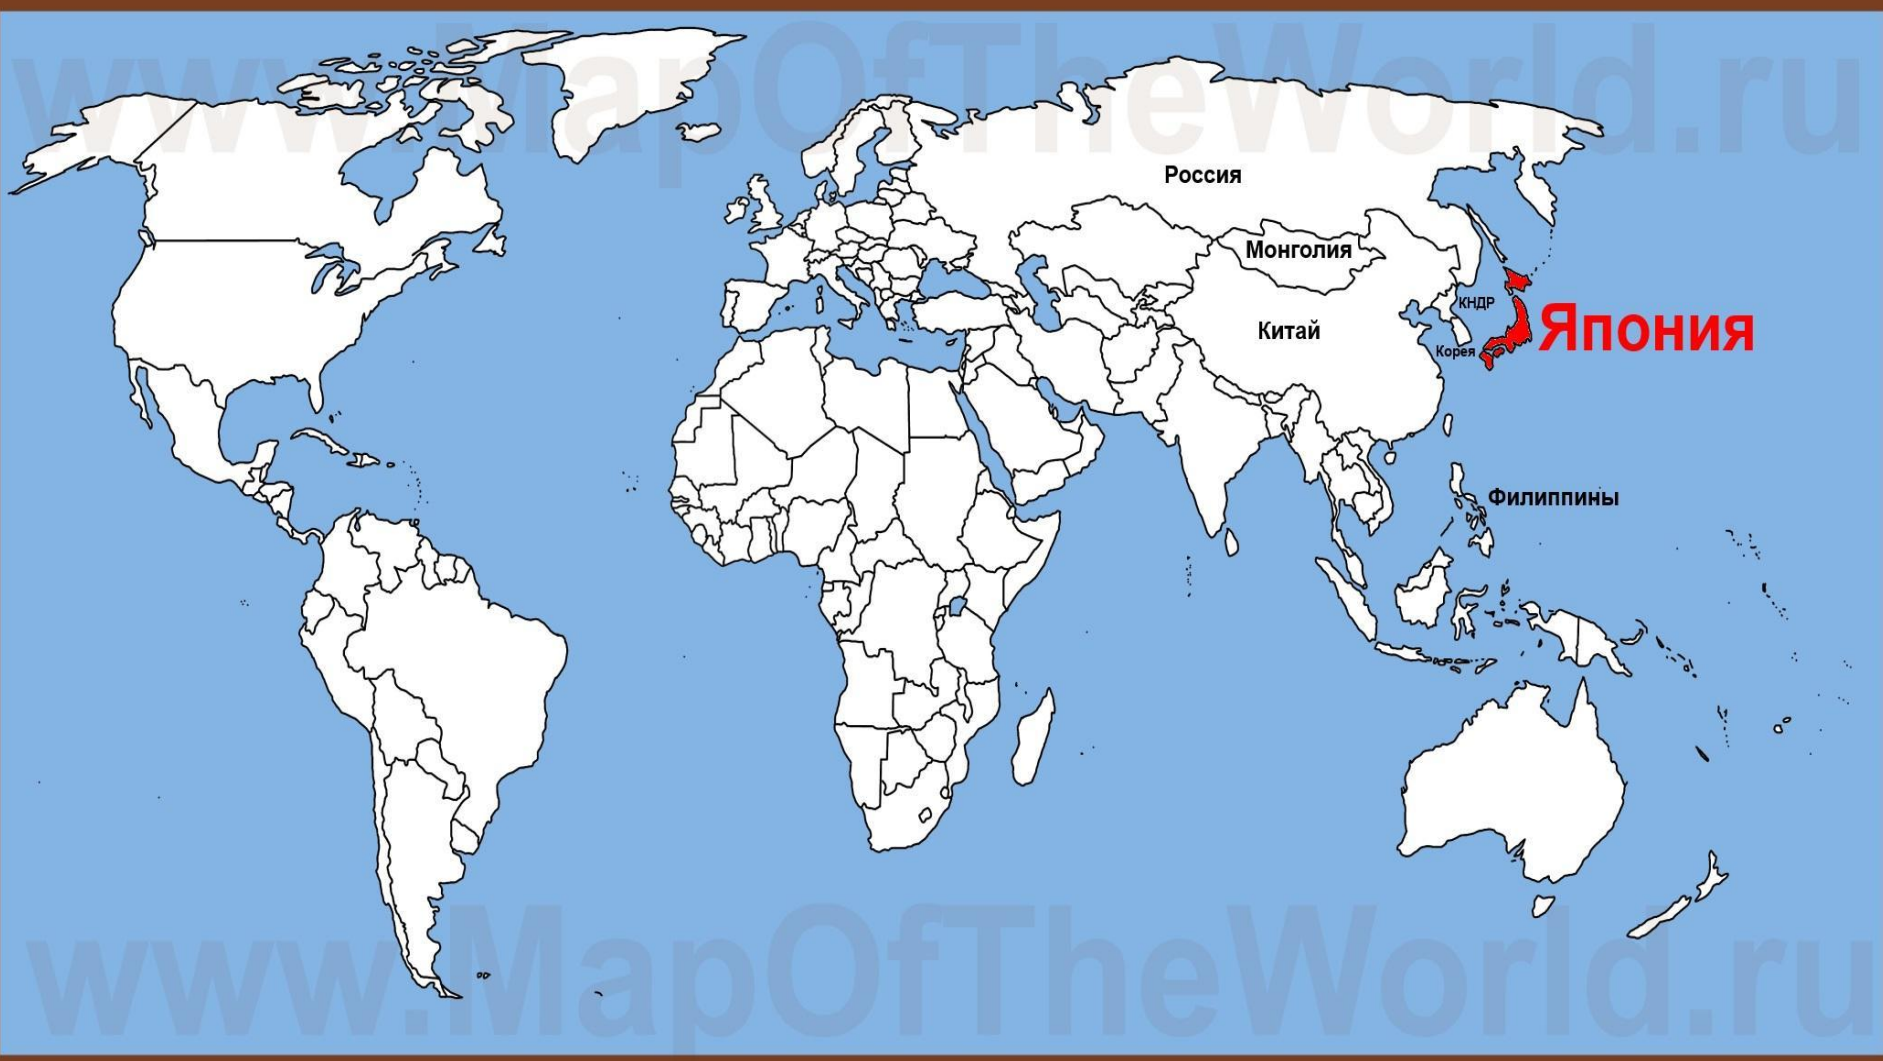 www.MapOfTheWorld.ru
Россия
Монголия
КНДР
Япония
Китай
Корея
Филиппины
www.MapOfTheWorld.ru